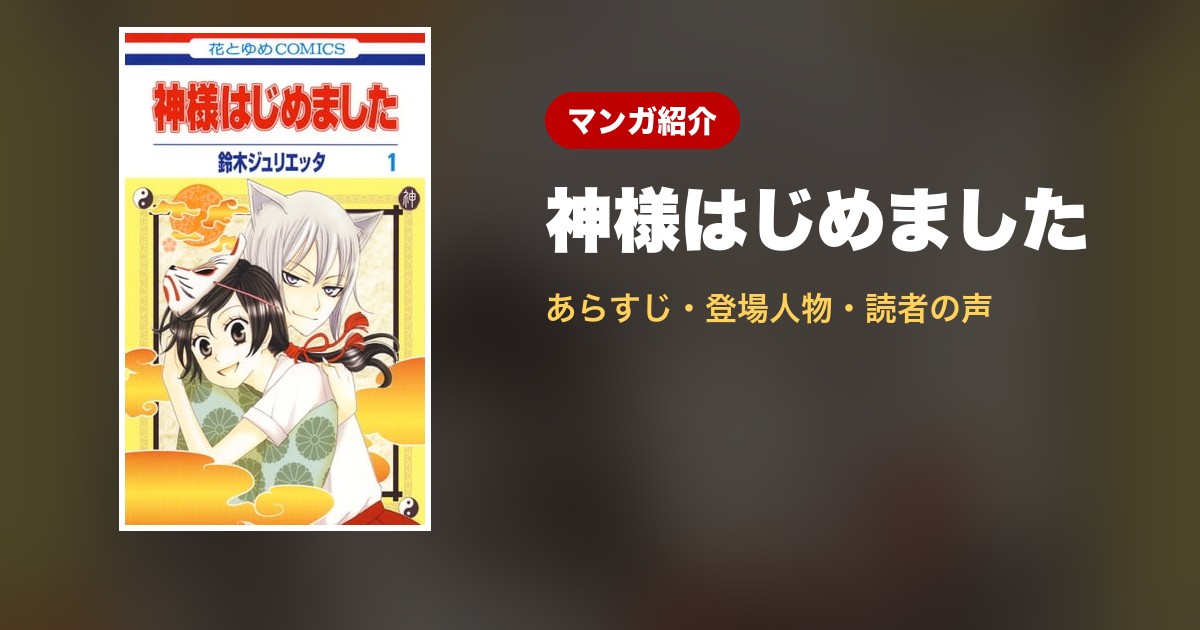 花とゆめCOMICS
神様はじめました
鈴木ジュリエッタ 1
神
マンガ紹介
神様はじめました
あらすじ・登場人物・読者の声